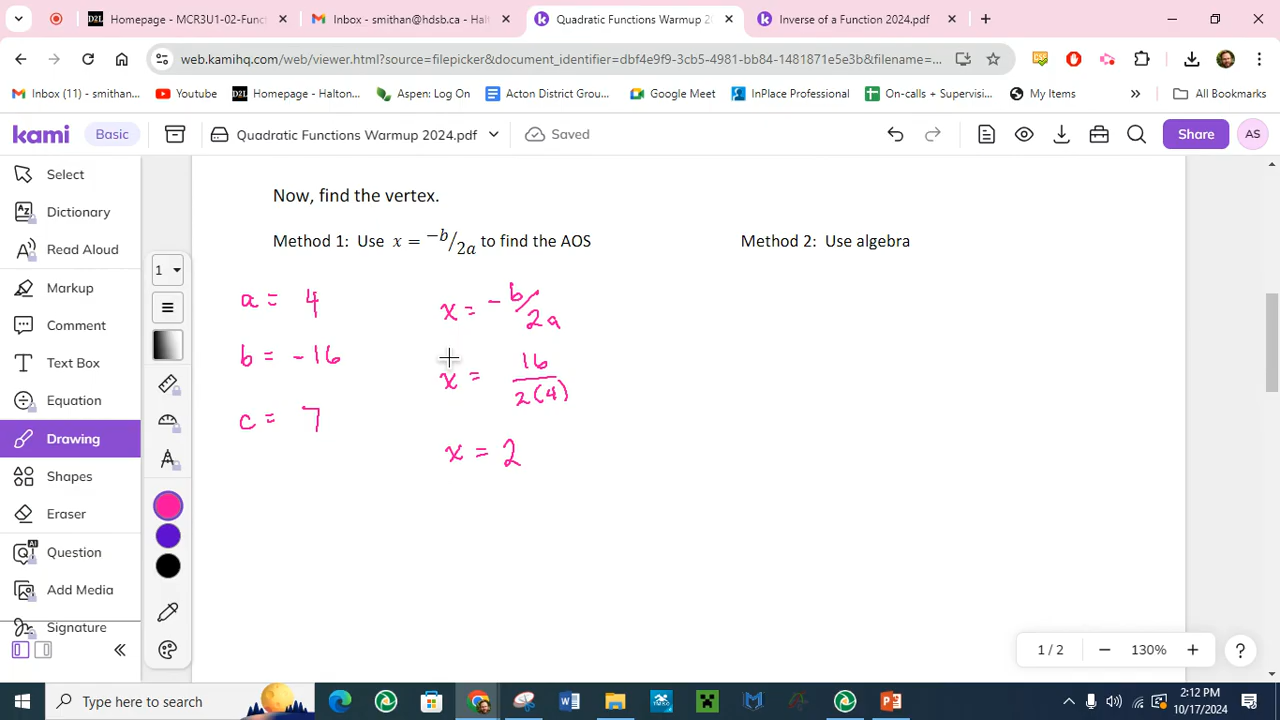 Homepage - MCR3U1-02-Func
Inbox - smithan@hdsb.ca - Hal
Quadratic Functions Warmup 20
Inverse of a Function 2024.pdf
web.kamihq.com/web/viewer.html?source=filepicker&document_identifier=dbf4e9f9-3cb5-4981-bb84-1481871e5e3b&filename=...
Inbox (11) - smithan...
Youtube
Homepage - Halton...
Aspen: Log On
Acton District Grou...
Google Meet
InPlace Professional
On-calls + Supervisi...
My Items
All Bookmarks
kami
Basic
Quadratic Functions Warmup 2024.pdf
Saved
Share
AS
Select
Dictionary
Read Aloud
Markup
Comment
Text Box
Equation
Drawing
Shapes
Eraser
Question
Add Media
Signature
1
Now, find the vertex.
Method 1: Use x = −b/2a to find the AOS
Method 2: Use algebra
a = 4
x = -b/2a
b = -16
x = 16/2(4)
c = 7
x = 2
1 / 2
130%
Type here to search
2:12 PM
10/17/2024